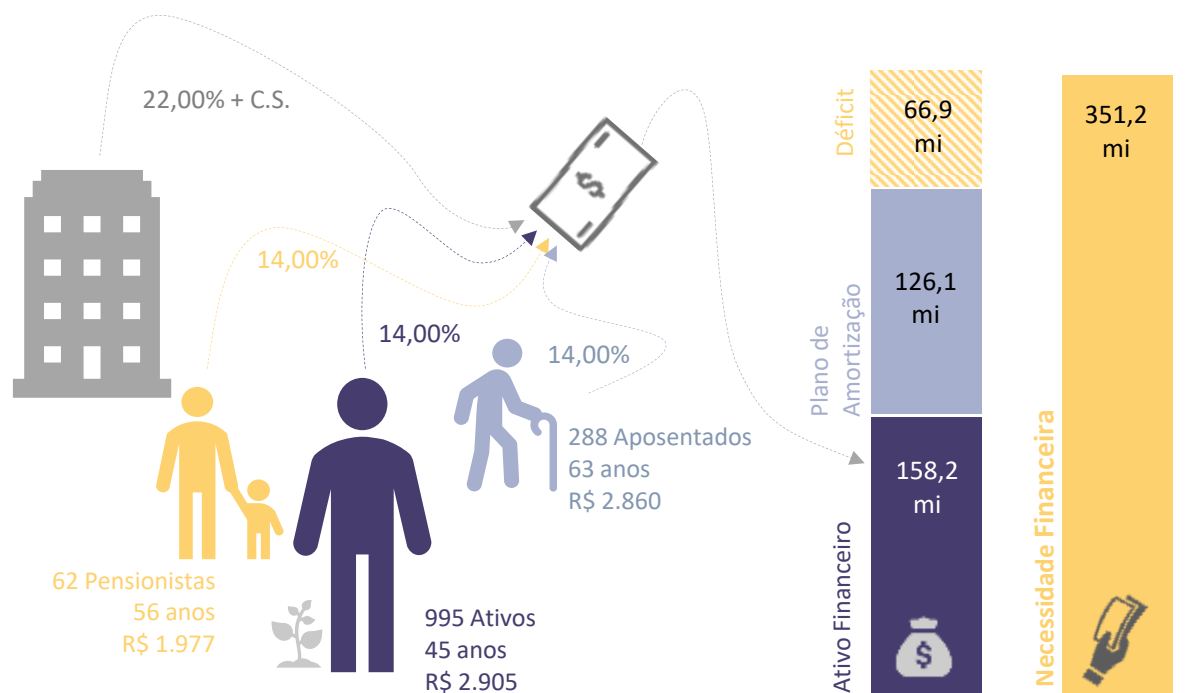 22,00% + C.S.
14,00%
14,00%
14,00%
288 Aposentados
63 anos
R$ 2.860
62 Pensionistas
56 anos
R$ 1.977
995 Ativos
45 anos
R$ 2.905
Déficit
66,9
mi
Plano de
Amortização
126,1
mi
Ativo Financeiro
158,2
mi
$
$
Necessidade Financeira
351,2
mi